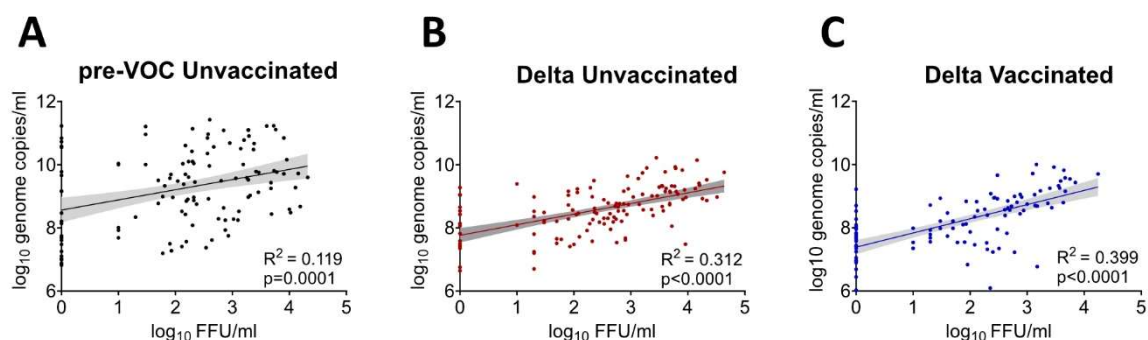 A
pre-VOC Unvaccinated
log₁₀ genome copies/ml
12
10
8
6
R² = 0.119
p=0.0001
0 1 2 3 4 5
log₁₀ FFU/ml
B
Delta Unvaccinated
log₁₀ genome copies/ml
12
10
8
6
R² = 0.312
p<0.0001
0 1 2 3 4 5
log₁₀ FFU/ml
C
Delta Vaccinated
log10 genome copies/ml
12
10
8
6
R² = 0.399
p<0.0001
0 1 2 3 4 5
log₁₀ FFU/ml